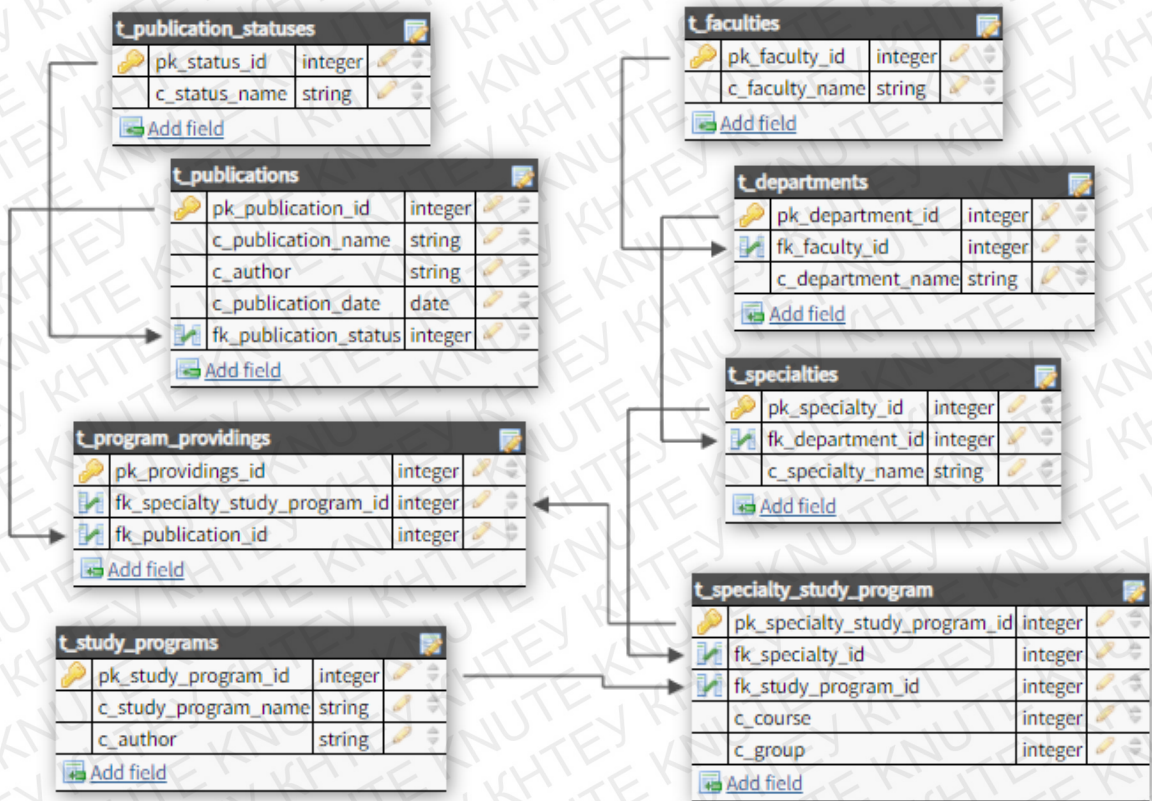 t_publication_statuses
pk_status_id integer
c_status_name string
Add field
t_publications
pk_publication_id integer
c_publication_name string
c_author string
c_publication_date date
fk_publication_status integer
Add field
t_program_providings
pk_providings_id integer
fk_specialty_study_program_id integer
fk_publication_id integer
Add field
t_study_programs
pk_study_program_id integer
c_study_program_name string
c_author string
Add field
t_faculties
pk_faculty_id integer
c_faculty_name string
Add field
t_departments
pk_department_id integer
fk_faculty_id integer
c_department_name string
Add field
t_specialties
pk_specialty_id integer
fk_department_id integer
c_specialty_name string
Add field
t_specialty_study_program
pk_specialty_study_program_id integer
fk_specialty_id integer
fk_study_program_id integer
c_course integer
c_group integer
Add field